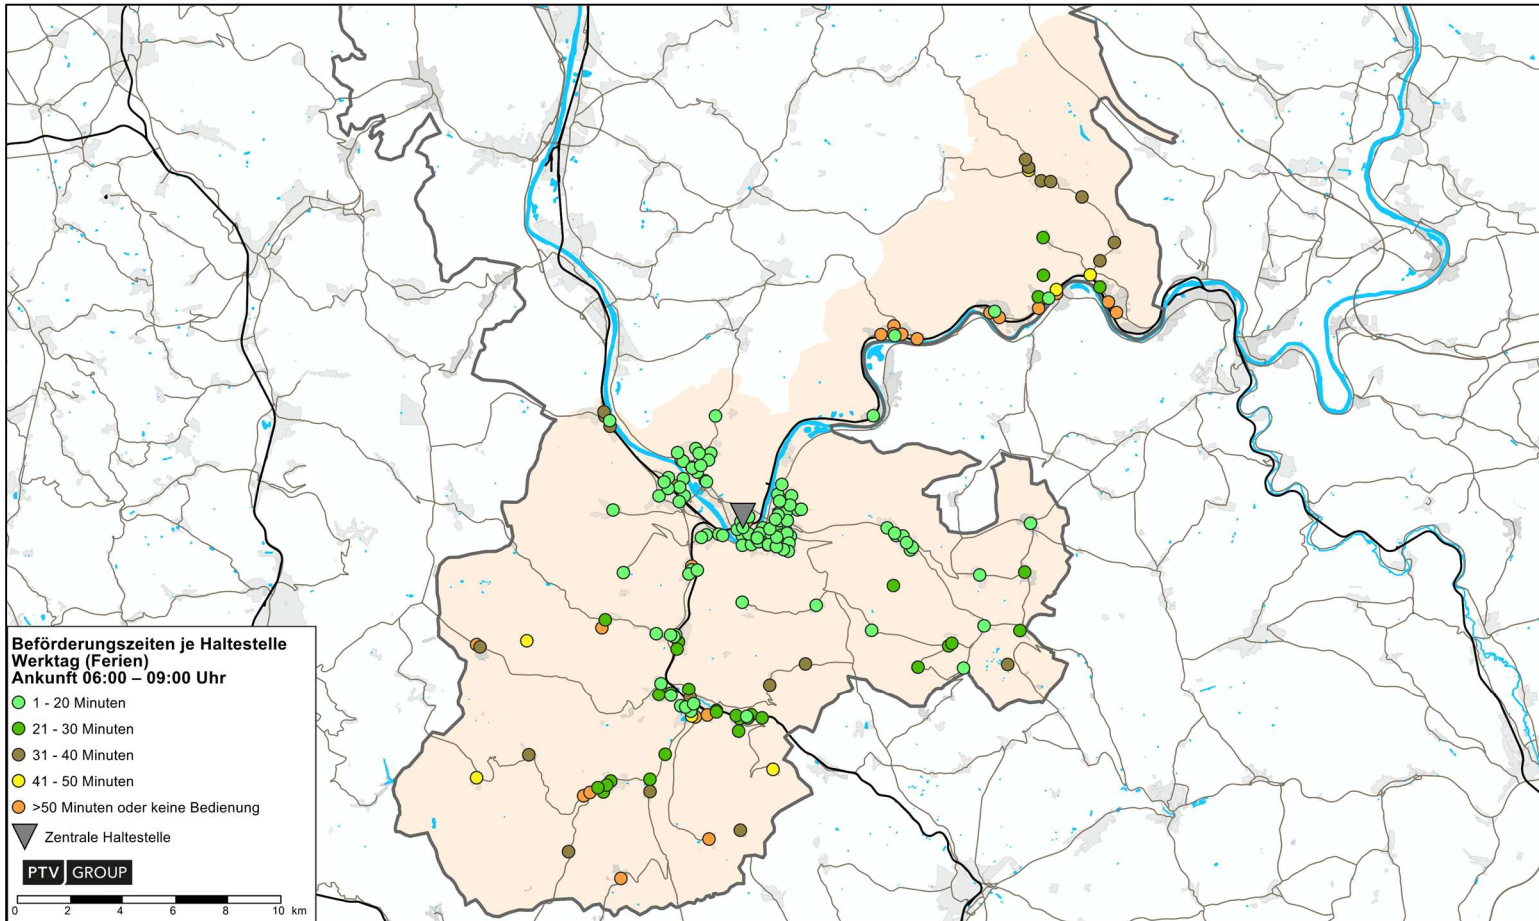 Beförderungszeiten je Haltestelle
Werktag (Ferien)
Ankunft 06:00 – 09:00 Uhr
1 - 20 Minuten
21 - 30 Minuten
31 - 40 Minuten
41 - 50 Minuten
>50 Minuten oder keine Bedienung
Zentrale Haltestelle
PTV GROUP
0 2 4 6 8 10 km